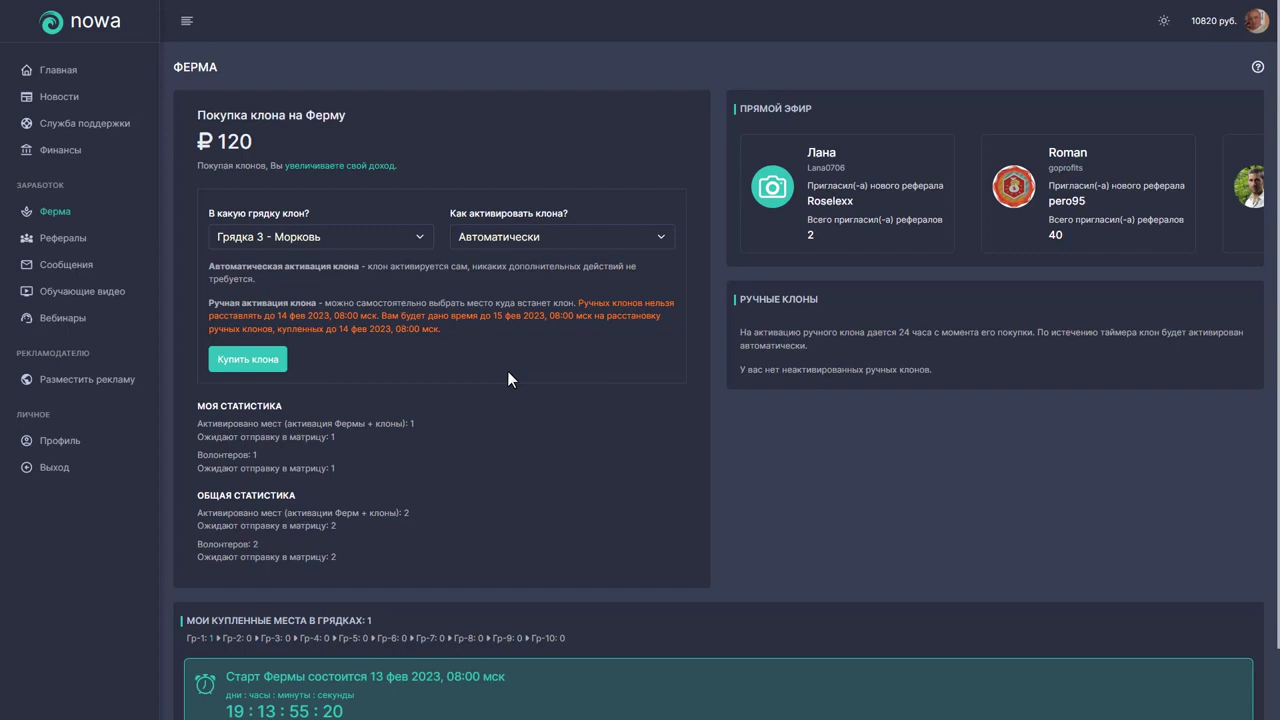 nowa
10820 руб.
Главная
Новости
Служба поддержки
Финансы
ЗАРАБОТОК
Ферма
Рефералы
Сообщения
Обучающие видео
Вебинары
РЕКЛАМОДАТЕЛЮ
Разместить рекламу
ЛИЧНОЕ
Профиль
Выход
ФЕРМА
Покупка клона на Ферму
₽ 120
Покупая клонов, Вы увеличиваете свой доход.
В какую грядку клон?
Грядка 3 - Морковь
Как активировать клона?
Автоматически
Автоматическая активация клона - клон активируется сам, никаких дополнительных действий не
требуется.
Ручная активация клона - можно самостоятельно выбрать место куда встанет клон. Ручных клонов нельзя
расставлять до 14 фев 2023, 08:00 мск. Вам будет дано время до 15 фев 2023, 08:00 мск на расстановку
ручных клонов, купленных до 14 фев 2023, 08:00 мск.
Купить клона
МОЯ СТАТИСТИКА
Активировано мест (активация Фермы + клоны): 1
Ожидают отправку в матрицу: 1
Волонтеров: 1
Ожидают отправку в матрицу: 1
ОБЩАЯ СТАТИСТИКА
Активировано мест (активации Ферм + клоны): 2
Ожидают отправку в матрицу: 2
Волонтеров: 2
Ожидают отправку в матрицу: 2
ПРЯМОЙ ЭФИР
Лана
Lana0706
Пригласил(-а) нового реферала
Roselexx
Всего пригласил(-а) рефералов
2
Roman
goprofits
Пригласил(-а) нового реферала
pero95
Всего пригласил(-а) рефералов
40
РУЧНЫЕ КЛОНЫ
На активацию ручного клона дается 24 часа с момента его покупки. По истечению таймера клон будет активирован
автоматически.
У вас нет неактивированных ручных клонов.
МОИ КУПЛЕННЫЕ МЕСТА В ГРЯДКАХ: 1
Гр-1: 1 Гр-2: 0 Гр-3: 0 Гр-4: 0 Гр-5: 0 Гр-6: 0 Гр-7: 0 Гр-8: 0 Гр-9: 0 Гр-10: 0
Старт Фермы состоится 13 фев 2023, 08:00 мск
дни : часы : минуты : секунды
19 : 13 : 55 : 20